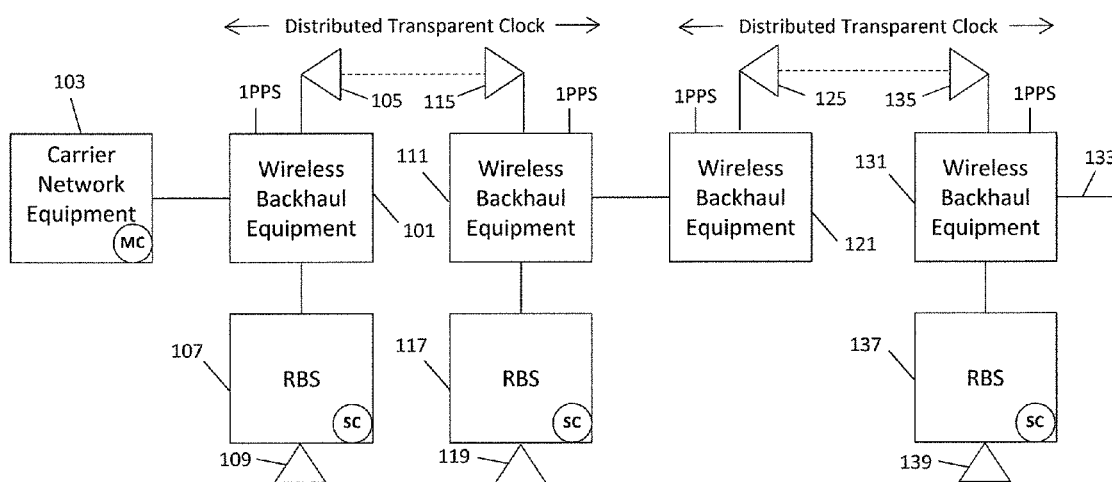 Distributed Transparent Clock
Distributed Transparent Clock
103
1PPS
105
115
1PPS
1PPS
125
135
1PPS
Carrier
Network
Equipment
MC
Wireless
Backhaul
Equipment
101
111
Wireless
Backhaul
Equipment
Wireless
Backhaul
Equipment
121
131
Wireless
Backhaul
Equipment
133
107
RBS
SC
109
117
RBS
SC
119
137
RBS
SC
139